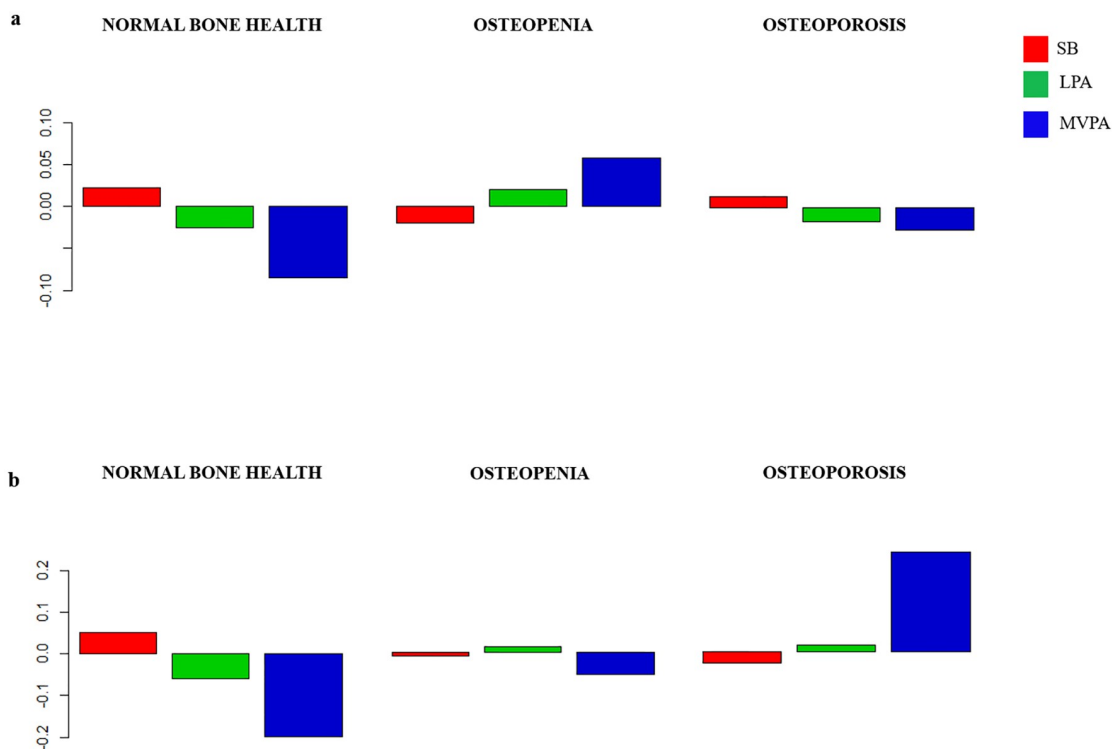 a
NORMAL BONE HEALTH
OSTEOPENIA
OSTEOPOROSIS
SB
LPA
MVPA
0.10
0.05
0.00
-0.10
b
NORMAL BONE HEALTH
OSTEOPENIA
OSTEOPOROSIS
0.2
0.1
0.0
-0.1
-0.2